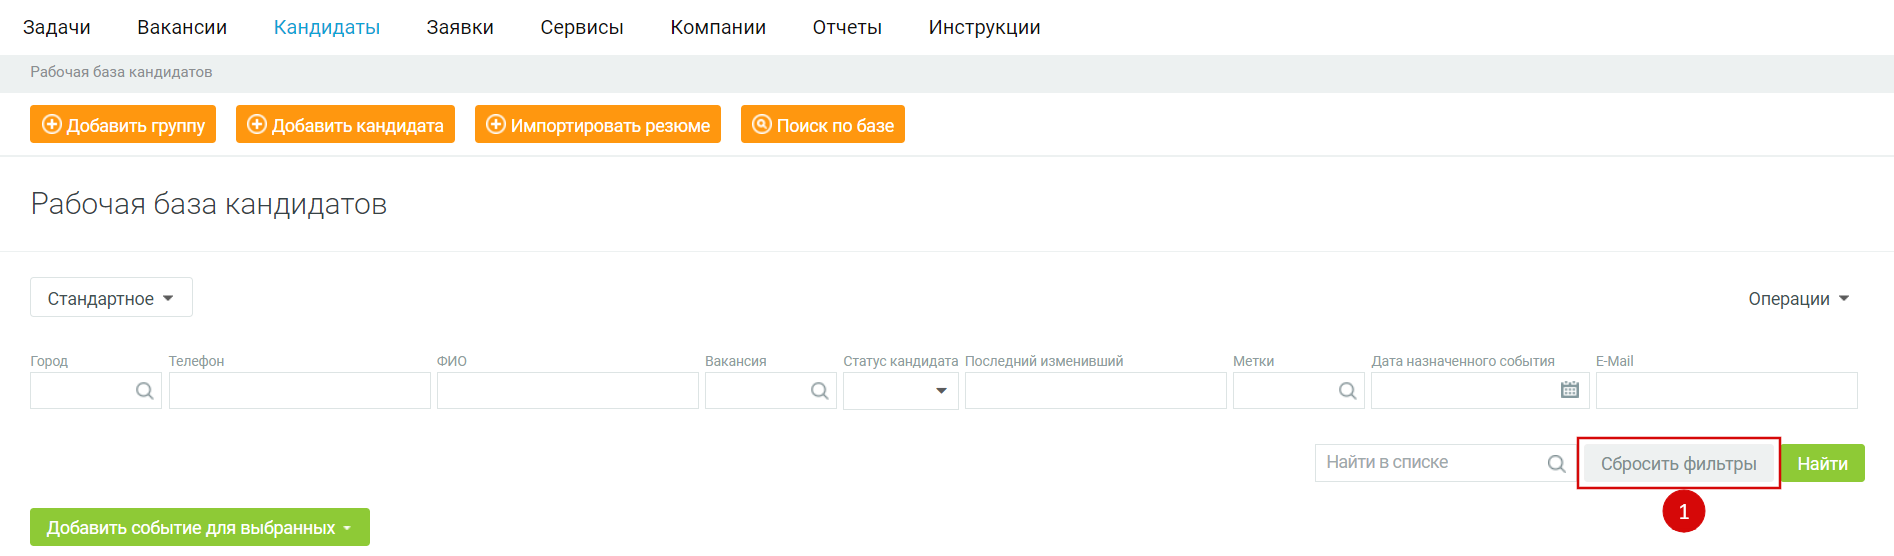 Задачи Вакансии Кандидаты Заявки Сервисы Компании Отчеты Инструкции
Рабочая база кандидатов
Добавить группу Добавить кандидата Импортировать резюме Поиск по базе
Рабочая база кандидатов
Стандартное Операции
Город Телефон ФИО Вакансия Статус кандидата Последний изменивший Метки Дата назначенного события E-Mail
Найти в списке Сбросить фильтры Найти
1
Добавить событие для выбранных